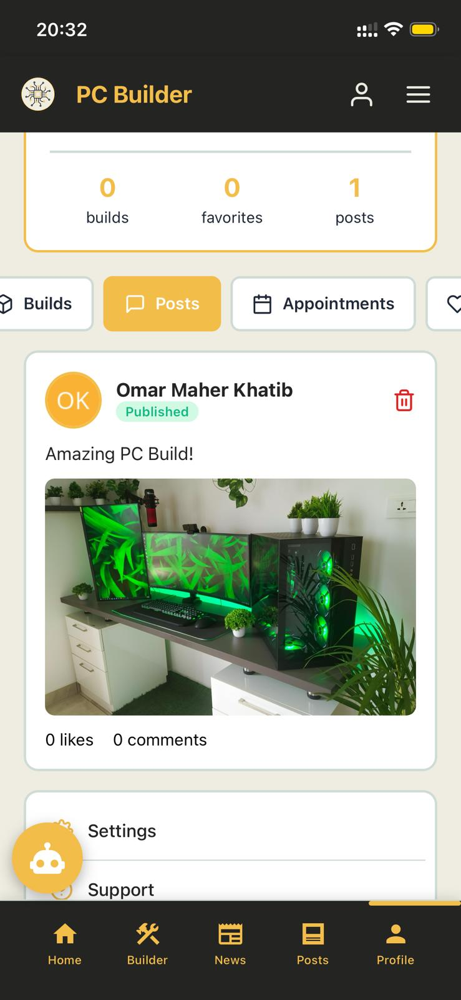 20:32
PC Builder
0 0 1
builds favorites posts
Builds Posts Appointments
OK
Omar Maher Khatib
Published
Amazing PC Build!
0 likes 0 comments
Settings
Support
Home Builder News Posts Profile